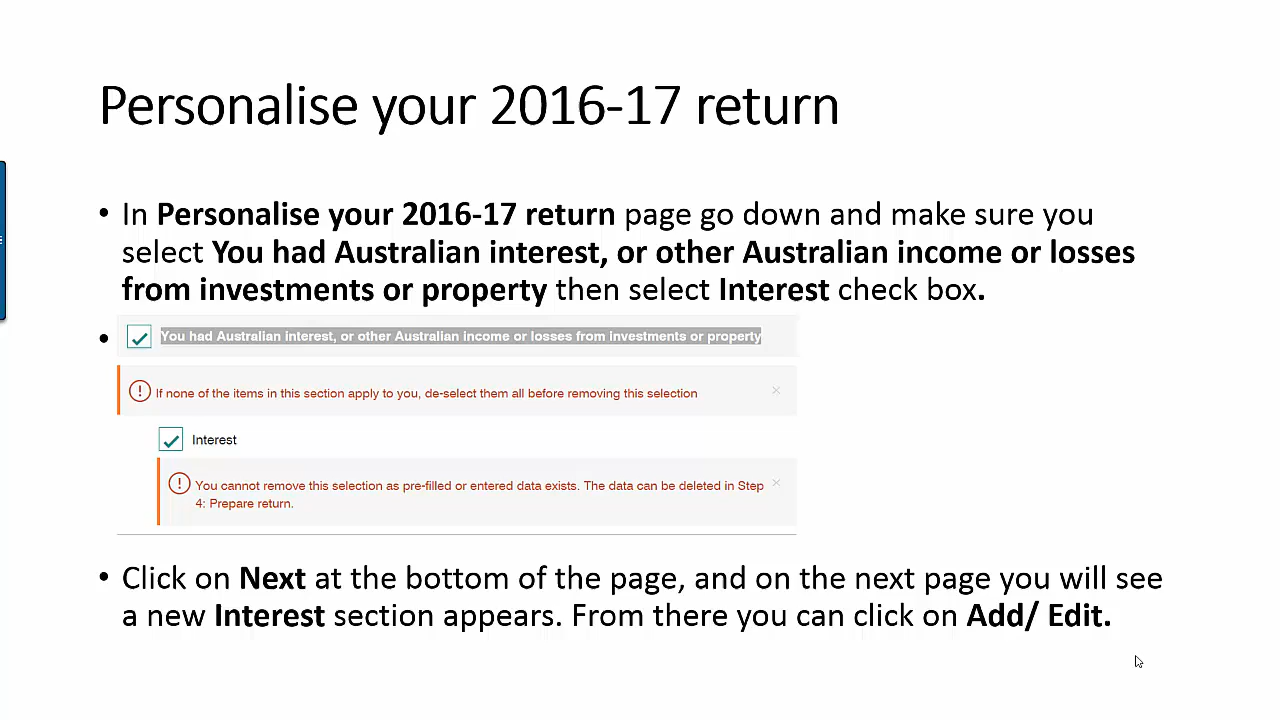 Personalise your 2016-17 return
• In Personalise your 2016-17 return page go down and make sure you
select You had Australian interest, or other Australian income or losses
from investments or property then select Interest check box.
• You had Australian interest, or other Australian income or losses from investments or property
If none of the items in this section apply to you, de-select them all before removing this selection
Interest
You cannot remove this selection as pre-filled or entered data exists. The data can be deleted in Step
4: Prepare return.
• Click on Next at the bottom of the page, and on the next page you will see
a new Interest section appears. From there you can click on Add/ Edit.